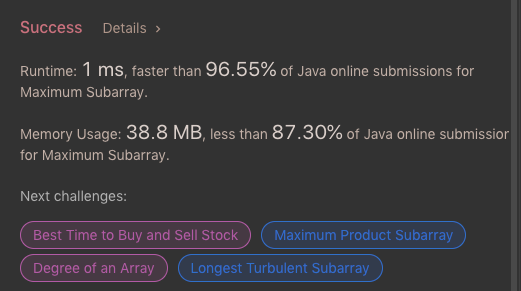 Success Details >
Runtime: 1 ms, faster than 96.55% of Java online submissions for
Maximum Subarray.
Memory Usage: 38.8 MB, less than 87.30% of Java online submission
for Maximum Subarray.
Next challenges:
Best Time to Buy and Sell Stock Maximum Product Subarray
Degree of an Array Longest Turbulent Subarray